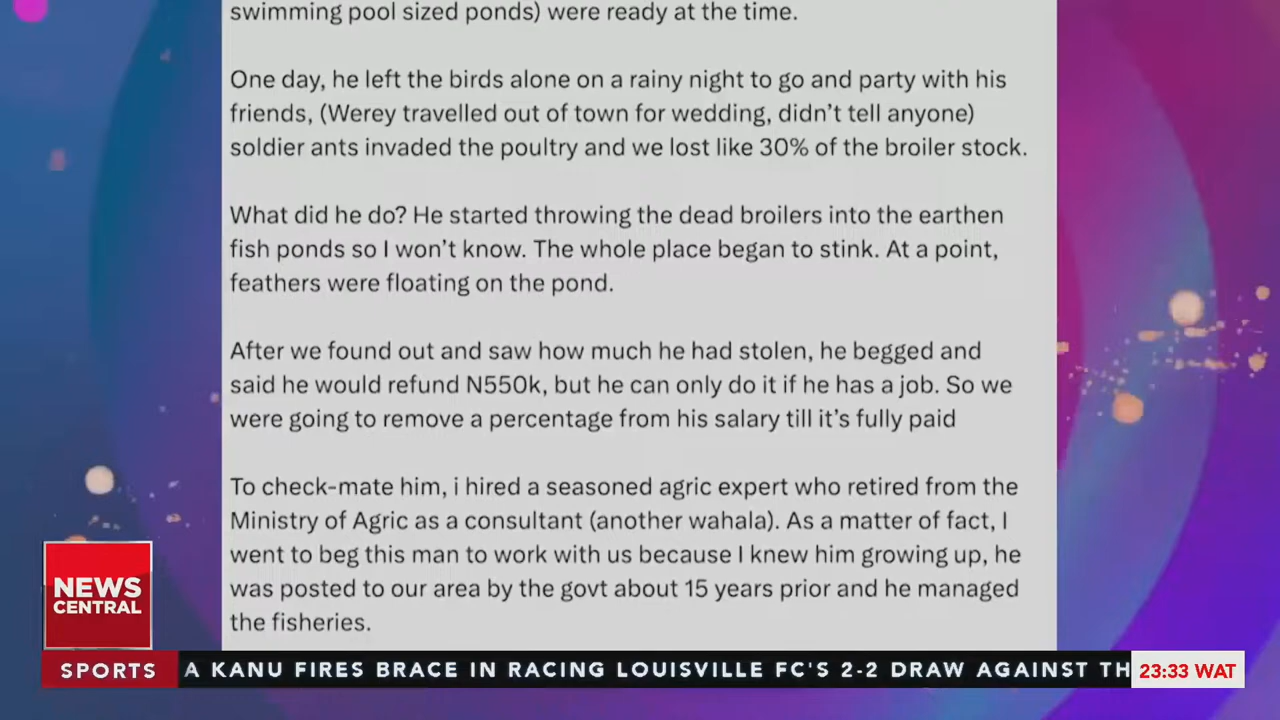 swimming pool sized ponds) were ready at the time.
One day, he left the birds alone on a rainy night to go and party with his
friends, (Werey travelled out of town for wedding, didn't tell anyone)
soldier ants invaded the poultry and we lost like 30% of the broiler stock.
What did he do? He started throwing the dead broilers into the earthen
fish ponds so I won't know. The whole place began to stink. At a point,
feathers were floating on the pond.
After we found out and saw how much he had stolen, he begged and
said he would refund N550k, but he can only do it if he has a job. So we
were going to remove a percentage from his salary till it's fully paid
To check-mate him, i hired a seasoned agric expert who retired from the
Ministry of Agric as a consultant (another wahala). As a matter of fact, I
went to beg this man to work with us because I knew him growing up, he
was posted to our area by the govt about 15 years prior and he managed
the fisheries.
NEWS
CENTRAL
SPORTS A KANU FIRES BRACE IN RACING LOUISVILLE FC'S 2-2 DRAW AGAINST TH 23:33 WAT